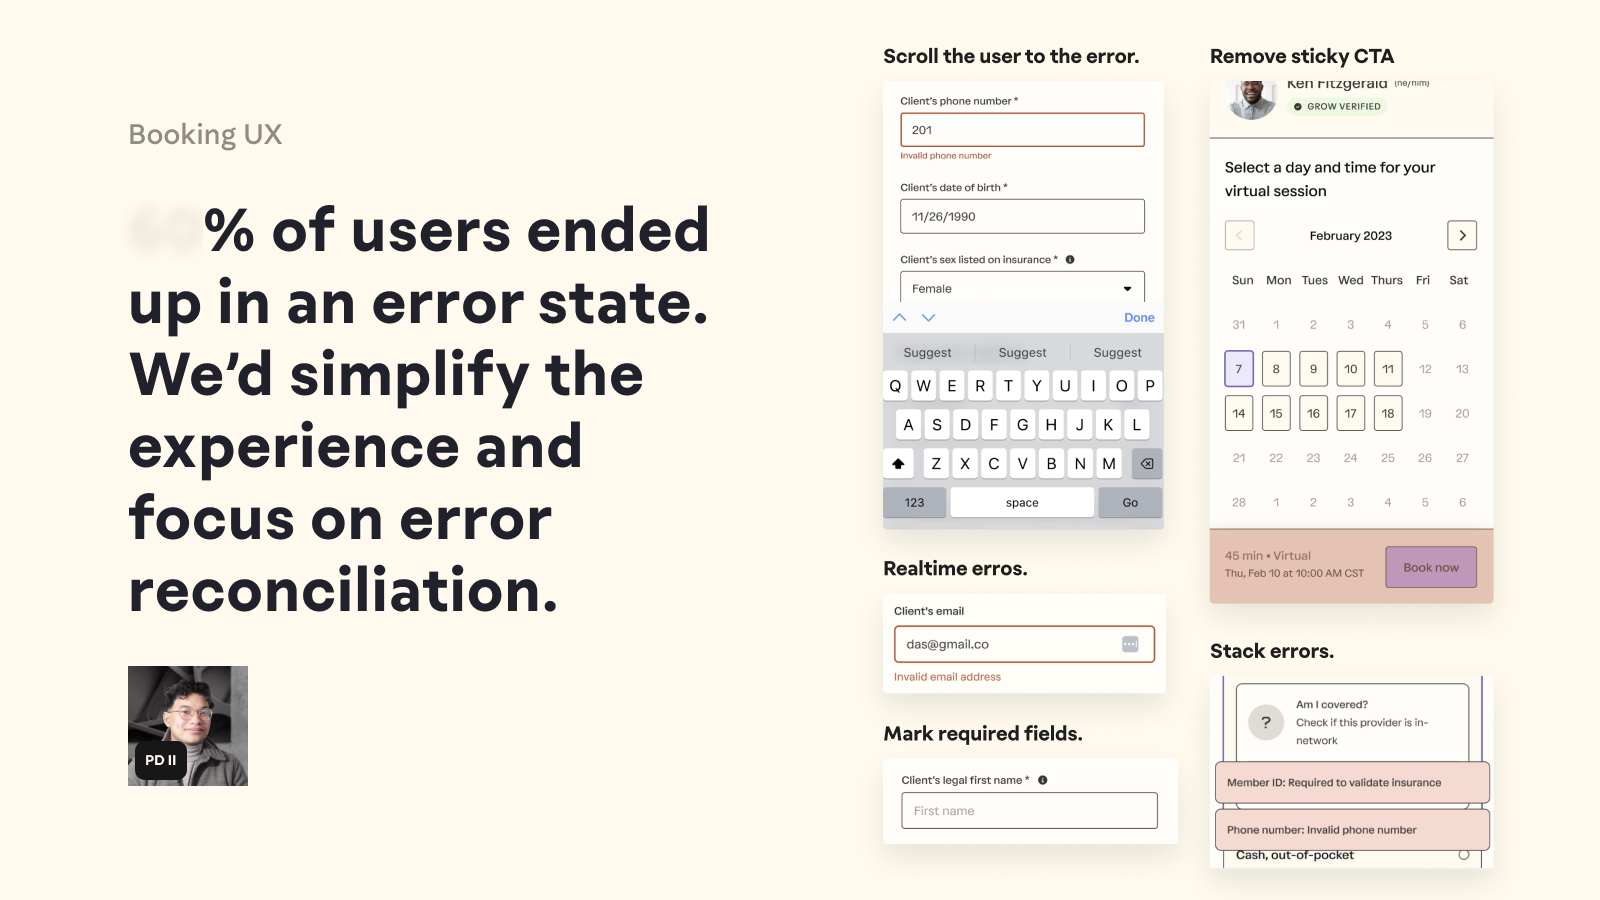 Booking UX
% of users ended
up in an error state.
We’d simplify the
experience and
focus on error
reconciliation.
PD II
Scroll the user to the error.
Client’s phone number *
201
Invalid phone number
Client’s date of birth *
11/26/1990
Client’s sex listed on insurance *
Female
Done
Suggest Suggest Suggest
Q W E R T Y U I O P
A S D F G H J K L
Z X C V B N M
123 space Go
Realtime erros.
Client's email
das@gmail.co
Invalid email address
Mark required fields.
Client’s legal first name *
First name
Remove sticky CTA
Ken Fitzgerald (he/him)
GROW VERIFIED
Select a day and time for your
virtual session
February 2023
Sun Mon Tues Wed Thurs Fri Sat
31 1 2 3 4 5 6
7 8 9 10 11 12 13
14 15 16 17 18 19 20
21 22 23 24 25 26 27
28 1 2 3 4 5 6
45 min • Virtual
Thu, Feb 10 at 10:00 AM CST
Book now
Stack errors.
?
Am I covered?
Check if this provider is in-
network
Member ID: Required to validate insurance
Phone number: Invalid phone number
Cash, out-of-pocket